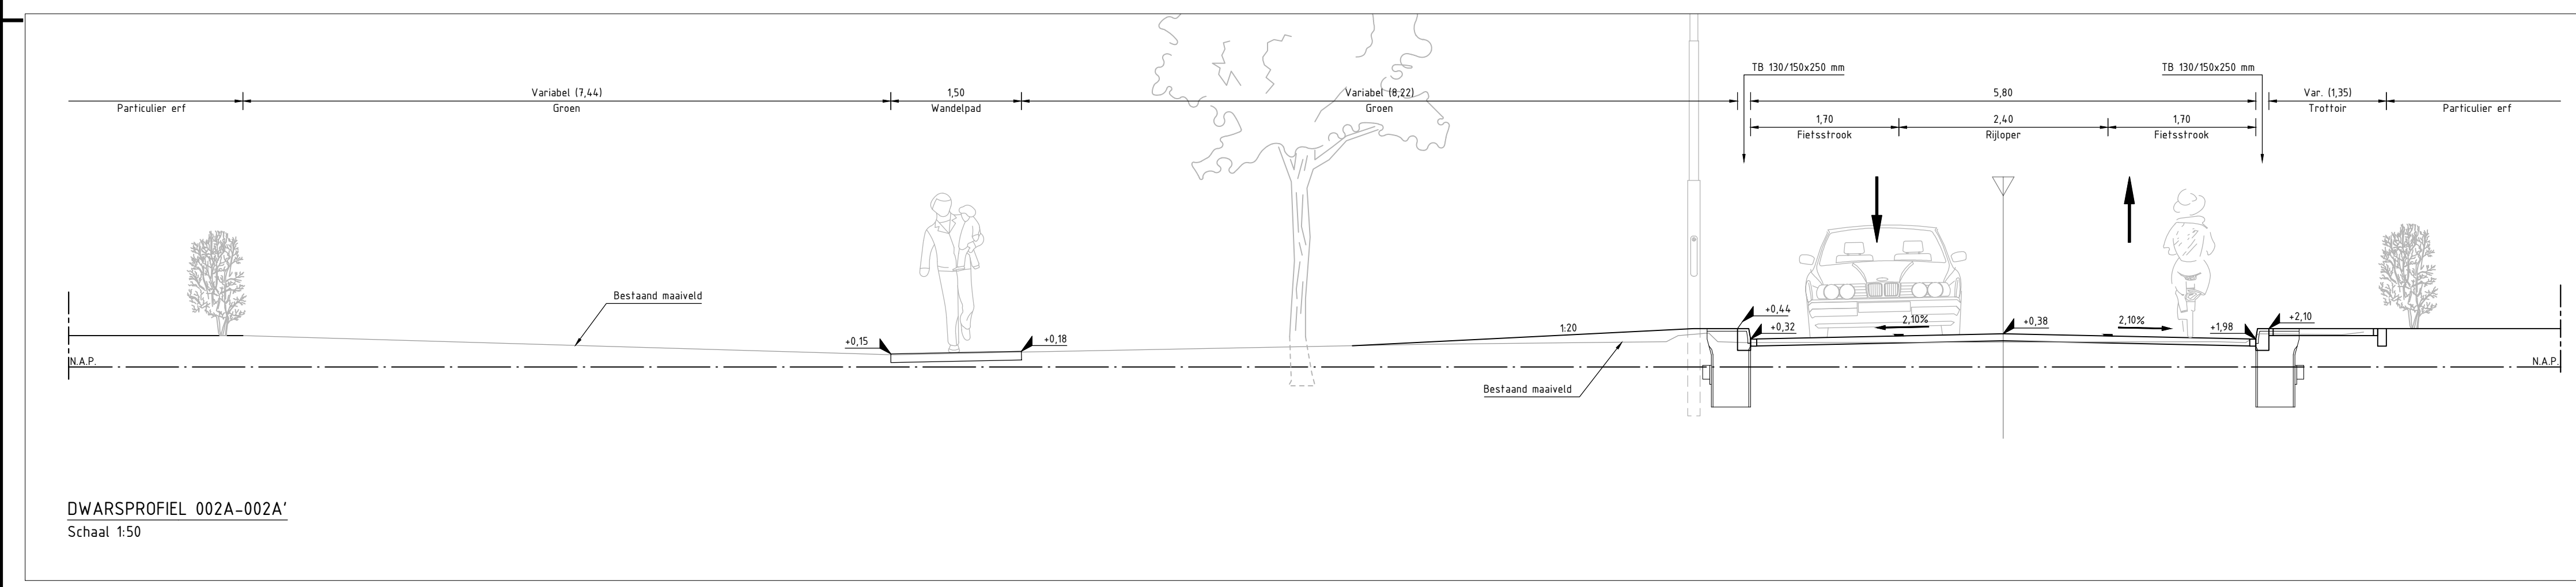 TB 130/150x250 mm
TB 130/150x250 mm
Variabel (7,44)
1,50
Variabel (8,22)
5,80
Var. (1,35)
Particulier erf
Groen
Wandelpad
Groen
Trottoir
Particulier erf
1,70
2,40
1,70
Fietsstrook
Rijloper
Fietsstrook
Bestaand maaiveld
+0,44
+2,10
2,10%
+0,38
2,10%
1:20
+0,32
+1,98
+0,15
+0,18
N.A.P.
N.A.P.
Bestaand maaiveld
DWARSPROFIEL 002A-002A'
Schaal 1:50